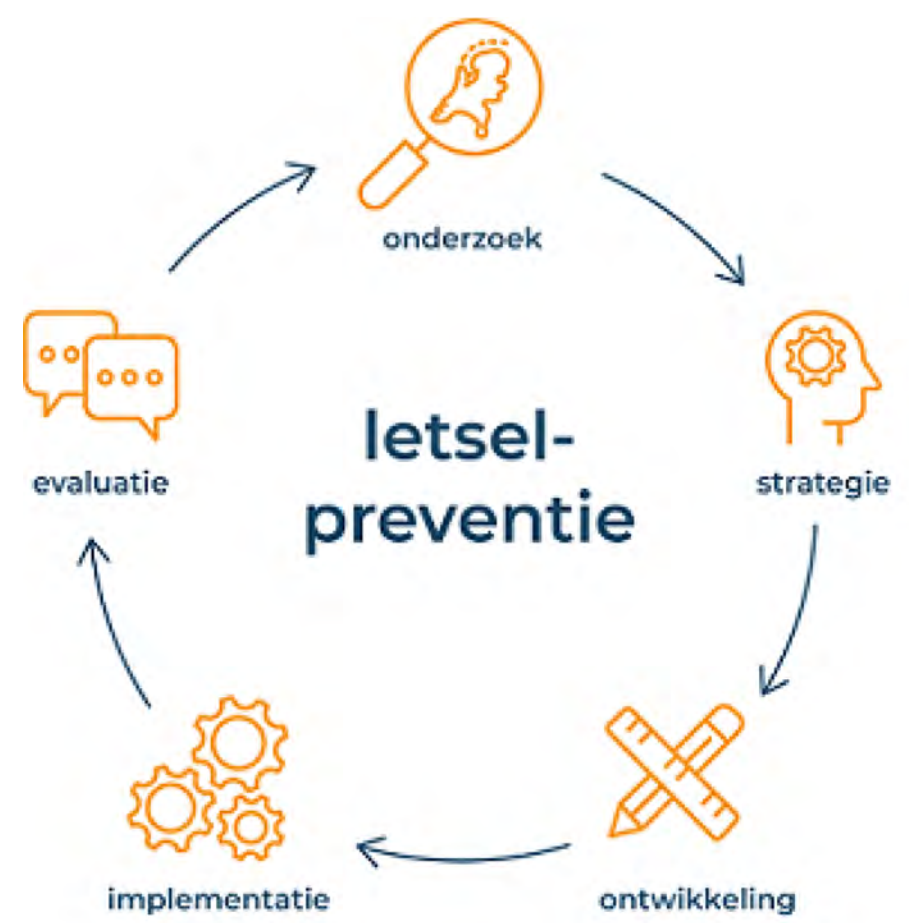 onderzoek
letsel-
preventie
strategie
ontwikkeling
implementatie
evaluatie